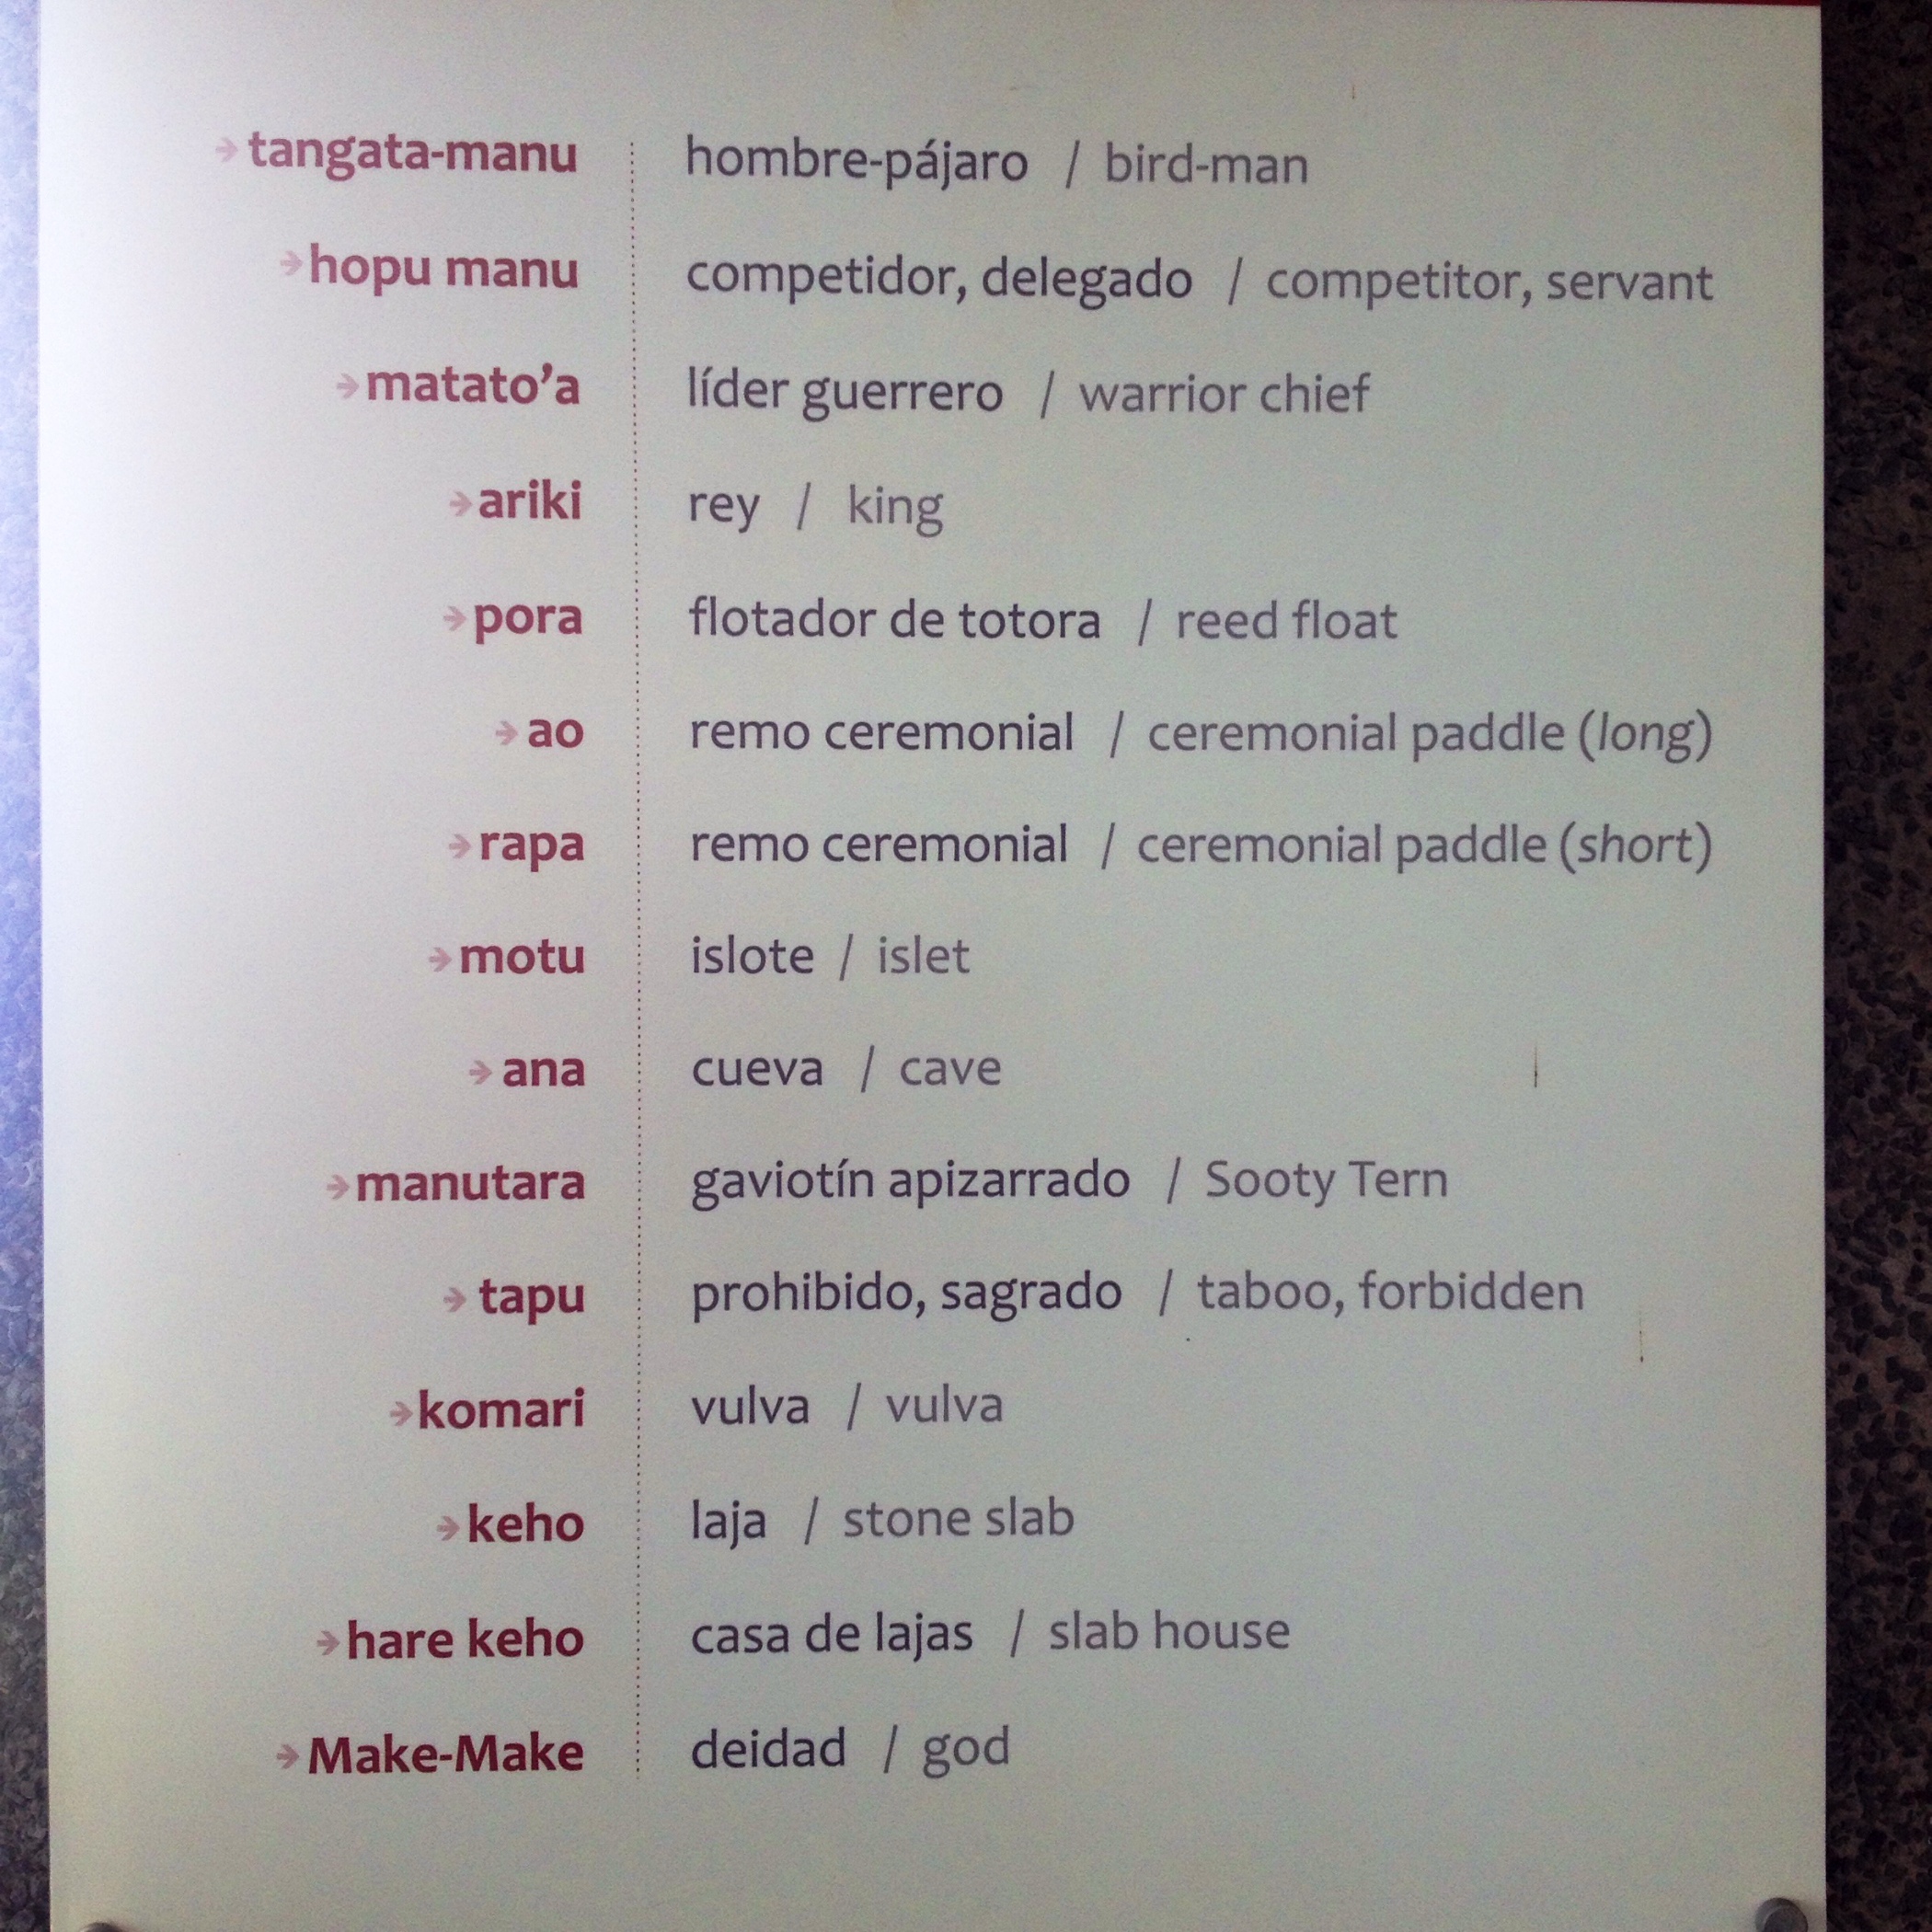 → tangata-manu hombre-pájaro / bird-man
→ hopu manu competidor, delegado / competitor, servant
→ matato’a líder guerrero / warrior chief
→ ariki rey / king
→ pora flotador de totora / reed float
→ ao remo ceremonial / ceremonial paddle (long)
→ rapa remo ceremonial / ceremonial paddle (short)
→ motu islote / islet
→ ana cueva / cave
→ manutara gaviotín apizarrado / Sooty Tern
→ tapu prohibido, sagrado / taboo, forbidden
→ komari vulva / vulva
→ keho laja / stone slab
→ hare keho casa de lajas / slab house
→ Make-Make deidad / god